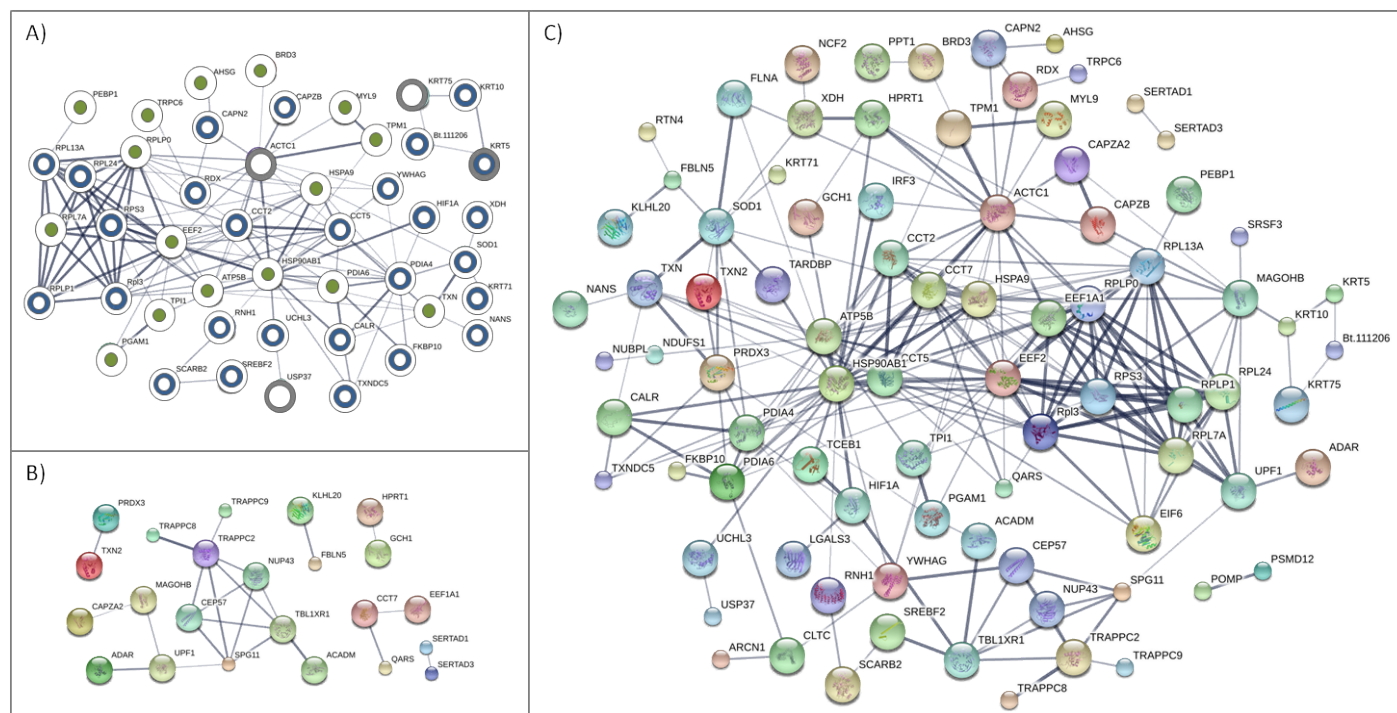 A)
BRD3
AHSG
KRT75
KRT10
PEBP1
TRPC6
CAPZB
MYL9
CAPN2
RPLP0
TPM1
RPL13A
ACTC1
Bt.111206
KRT5
RPL24
RDX
HSPA9
YWHAG
RPL7A
RPS3
CCT2
CCT5
HIF1A
XDH
EEF2
SOD1
HSP90AB1
PDIA4
RPLP1
Rpl3
ATP5B
PDIA6
TXN
KRT71
TPI1
RNH1
UCHL3
CALR
NANS
PGAM1
FKBP10
SCARB2
SREBF2
USP37
TXNDC5
B)
PRDX3
TRAPPC9
KLHL20
HPRT1
TRAPPC8
TXN2
TRAPPC2
FBLN5
GCH1
NUP43
MAGOHB
CAPZA2
CEP57
TBL1XR1
CCT7
EEF1A1
ADAR
UPF1
SPG11
ACADM
QARS
SERTAD1
SERTAD3
C)
NCF2
PPT1
BRD3
CAPN2
AHSG
FLNA
XDH
HPRT1
RDX
TRPC6
TPM1
MYL9
SERTAD1
SERTAD3
RTN4
FBLN5
KRT71
CAPZA2
KLHL20
SOD1
GCH1
IRF3
ACTC1
CAPZB
PEBP1
CCT2
RPL13A
SRSF3
TXN
TXN2
TARDBP
CCT7
HSPA9
RPLP0
MAGOHB
NANS
EEF1A1
KRT5
ATP5B
KRT10
NUBPL
NDUFS1
PRDX3
HSP90AB1
CCT5
EEF2
RPS3
RPLP1
RPL24
Bt.111206
KRT75
CALR
PDIA4
Rpl3
RPL7A
TXNDC5
FKBP10
PDIA6
TCEB1
TPI1
QARS
UPF1
ADAR
HIF1A
PGAM1
EIF6
UCHL3
LGALS3
ACADM
RNH1
YWHAG
CEP57
PSMD12
POMP
USP37
SREBF2
NUP43
SPG11
ARCN1
CLTC
TBL1XR1
TRAPPC2
SCARB2
TRAPPC9
TRAPPC8